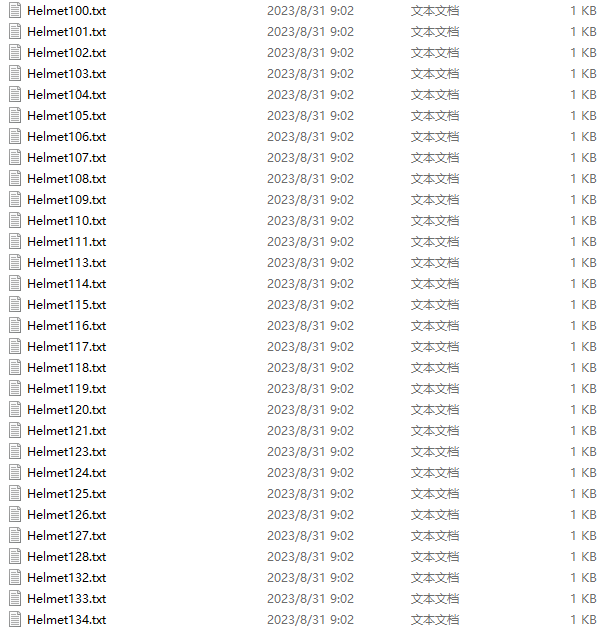 Helmet100.txt 2023/8/31 9:02 文本文档 1 KB
Helmet101.txt 2023/8/31 9:02 文本文档 1 KB
Helmet102.txt 2023/8/31 9:02 文本文档 1 KB
Helmet103.txt 2023/8/31 9:02 文本文档 1 KB
Helmet104.txt 2023/8/31 9:02 文本文档 1 KB
Helmet105.txt 2023/8/31 9:02 文本文档 1 KB
Helmet106.txt 2023/8/31 9:02 文本文档 1 KB
Helmet107.txt 2023/8/31 9:02 文本文档 1 KB
Helmet108.txt 2023/8/31 9:02 文本文档 1 KB
Helmet109.txt 2023/8/31 9:02 文本文档 1 KB
Helmet110.txt 2023/8/31 9:02 文本文档 1 KB
Helmet111.txt 2023/8/31 9:02 文本文档 1 KB
Helmet113.txt 2023/8/31 9:02 文本文档 1 KB
Helmet114.txt 2023/8/31 9:02 文本文档 1 KB
Helmet115.txt 2023/8/31 9:02 文本文档 1 KB
Helmet116.txt 2023/8/31 9:02 文本文档 1 KB
Helmet117.txt 2023/8/31 9:02 文本文档 1 KB
Helmet118.txt 2023/8/31 9:02 文本文档 1 KB
Helmet119.txt 2023/8/31 9:02 文本文档 1 KB
Helmet120.txt 2023/8/31 9:02 文本文档 1 KB
Helmet121.txt 2023/8/31 9:02 文本文档 1 KB
Helmet123.txt 2023/8/31 9:02 文本文档 1 KB
Helmet124.txt 2023/8/31 9:02 文本文档 1 KB
Helmet125.txt 2023/8/31 9:02 文本文档 1 KB
Helmet126.txt 2023/8/31 9:02 文本文档 1 KB
Helmet127.txt 2023/8/31 9:02 文本文档 1 KB
Helmet128.txt 2023/8/31 9:02 文本文档 1 KB
Helmet132.txt 2023/8/31 9:02 文本文档 1 KB
Helmet133.txt 2023/8/31 9:02 文本文档 1 KB
Helmet134.txt 2023/8/31 9:02 文本文档 1 KB